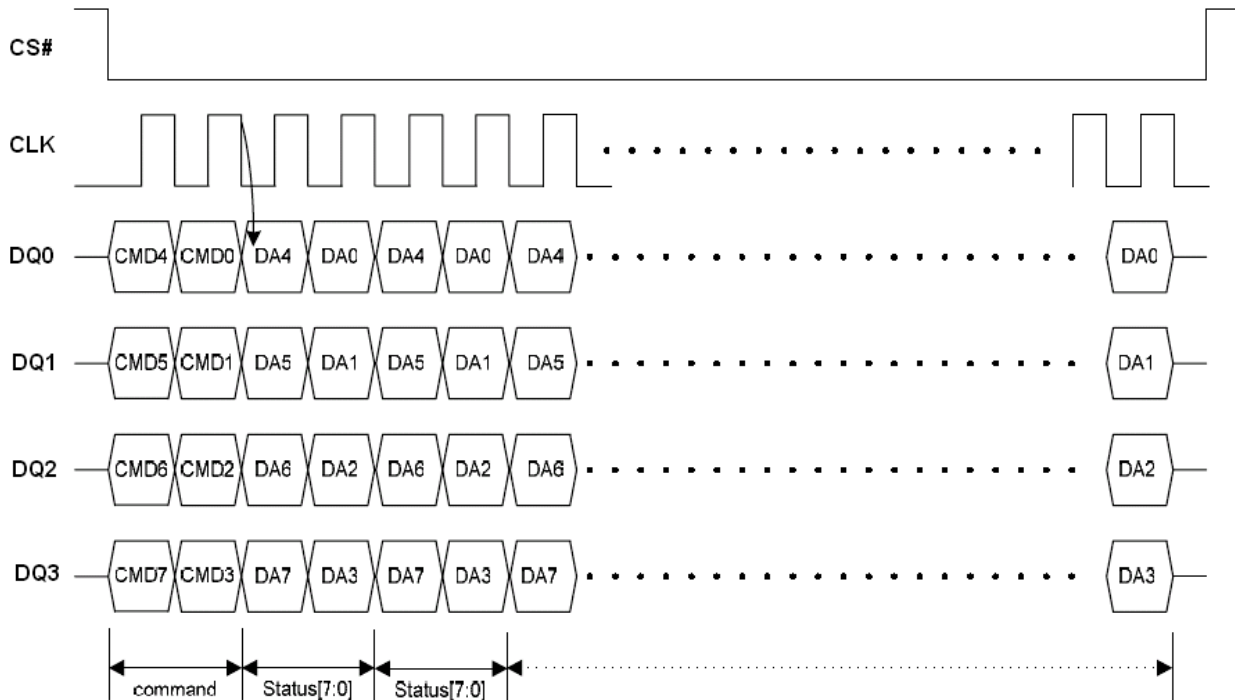 CS#
CLK
DQ0 CMD4 CMD0 DA4 DA0 DA4 DA0 DA4 DA0
DQ1 CMD5 CMD1 DA5 DA1 DA5 DA1 DA5 DA1
DQ2 CMD6 CMD2 DA6 DA2 DA6 DA2 DA6 DA2
DQ3 CMD7 CMD3 DA7 DA3 DA7 DA3 DA7 DA3
command Status[7:0] Status[7:0]